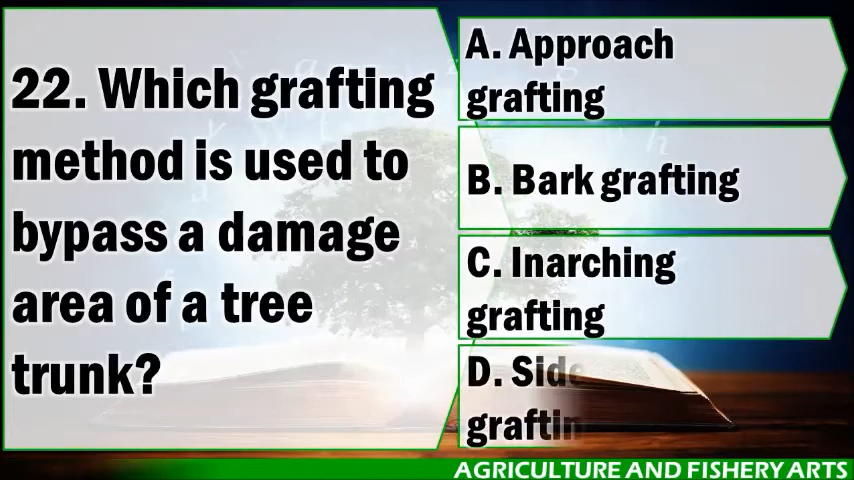 22. Which grafting
method is used to
bypass a damage
area of a tree
trunk?
A. Approach
grafting
B. Bark grafting
C. Inarching
grafting
D. Side
graftin
AGRICULTURE AND FISHERY ARTS